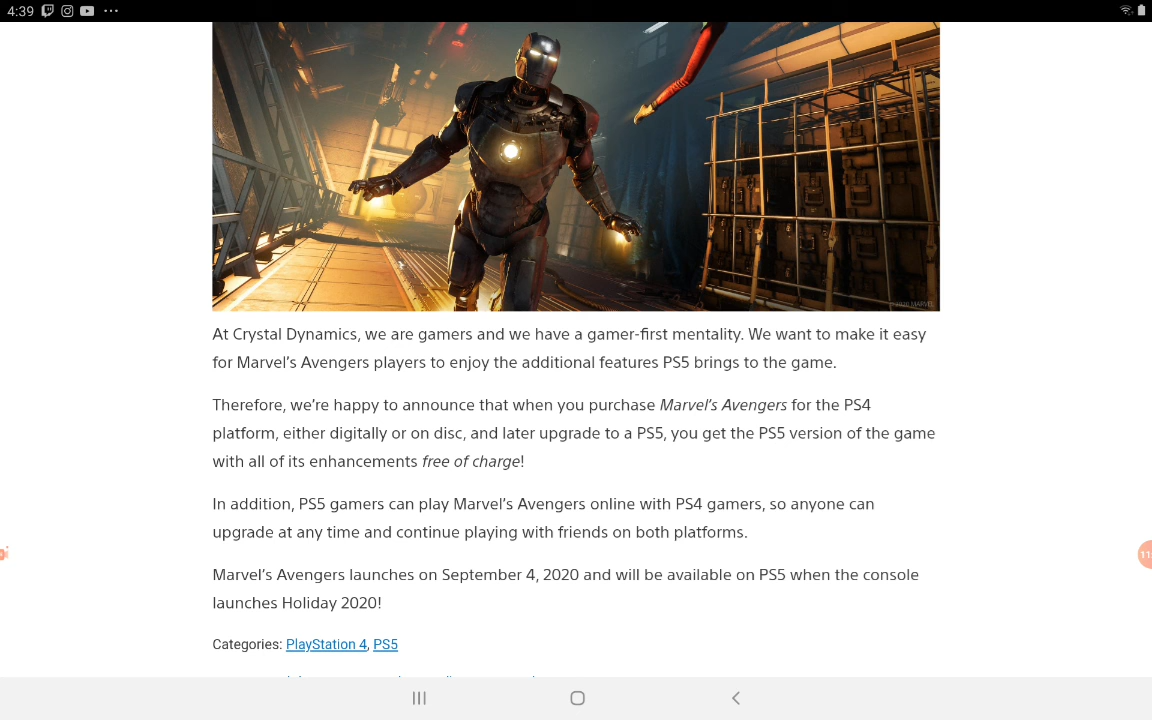 4:39
At Crystal Dynamics, we are gamers and we have a gamer-first mentality. We want to make it easy
for Marvel's Avengers players to enjoy the additional features PS5 brings to the game.
Therefore, we're happy to announce that when you purchase Marvel's Avengers for the PS4
platform, either digitally or on disc, and later upgrade to a PS5, you get the PS5 version of the game
with all of its enhancements free of charge!
In addition, PS5 gamers can play Marvel's Avengers online with PS4 gamers, so anyone can
upgrade at any time and continue playing with friends on both platforms.
Marvel's Avengers launches on September 4, 2020 and will be available on PS5 when the console
launches Holiday 2020!
Categories: PlayStation 4, PS5